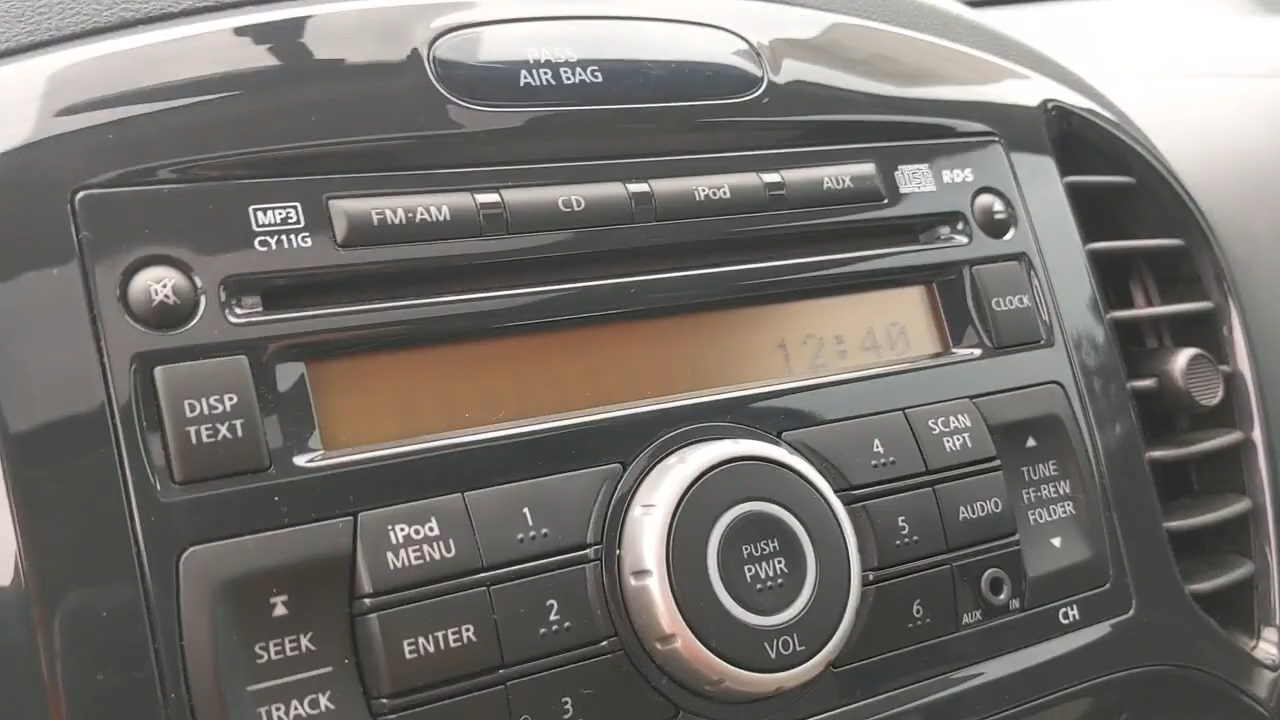 PASS
AIR BAG
MP3
CY11G
FM·AM
CD
iPod
AUX
disc
R·D·S
CLOCK
12:40
DISP
TEXT
iPod
MENU
1
4
SCAN
RPT
TUNE
FF·REW
FOLDER
ENTER
2
PUSH
PWR
VOL
5
AUDIO
6
AUX
IN
CH
SEEK
TRACK
3